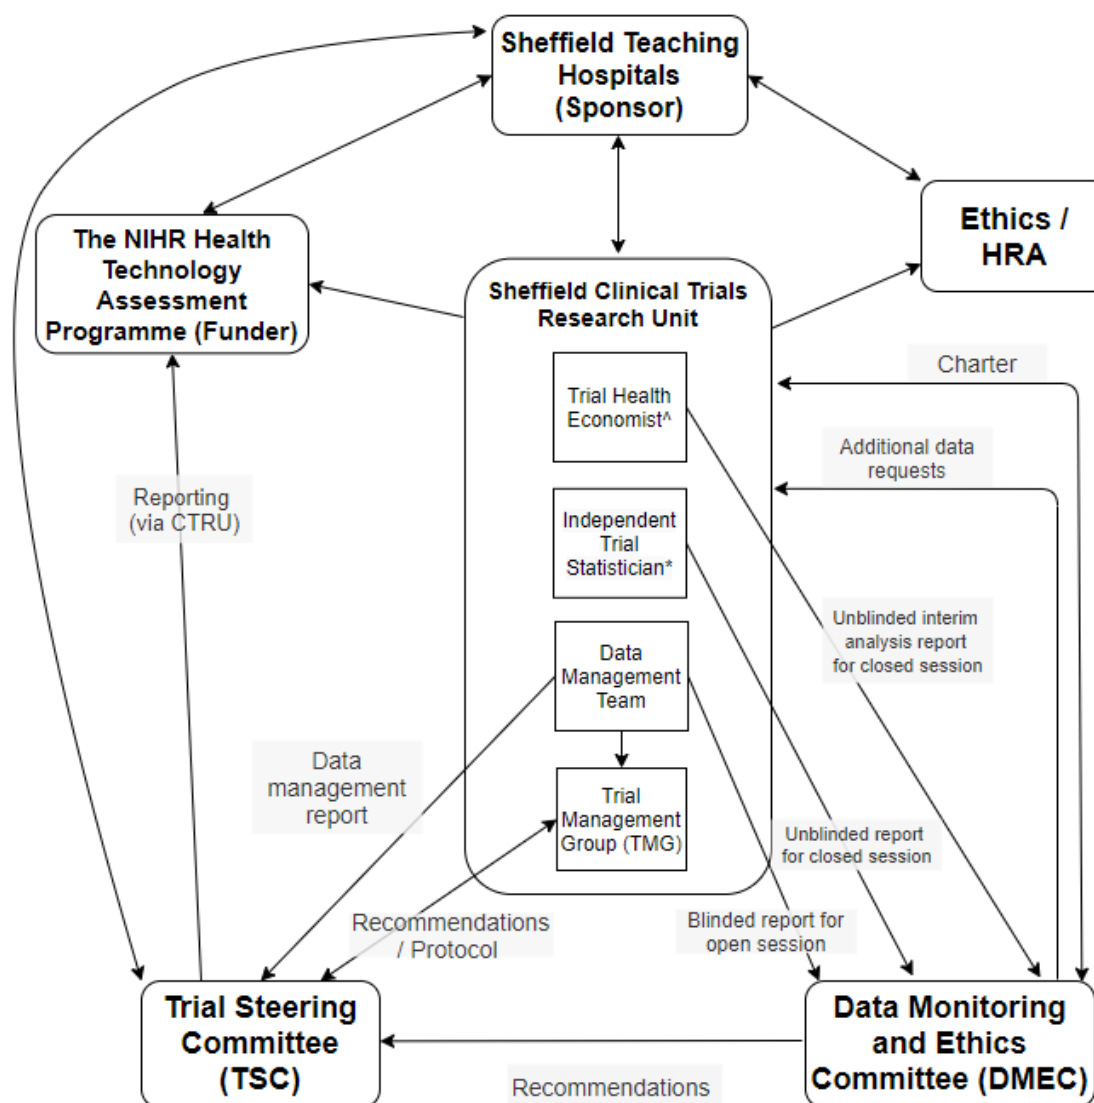 Sheffield Teaching
Hospitals
(Sponsor)
Ethics /
HRA
The NIHR Health
Technology
Assessment
Programme (Funder)
Sheffield Clinical Trials
Research Unit
Trial Health
Economist^
Charter
Additional data
requests
Reporting
(via CTRU)
Independent
Trial
Statistician*
Unblinded interim
analysis report
for closed session
Data
Management
Team
Data
management
report
Trial
Management
Group (TMG)
Unblinded report
for closed session
Recommendations
/ Protocol
Blinded report for
open session
Trial Steering
Committee
(TSC)
Data Monitoring
and Ethics
Committee (DMEC)
Recommendations